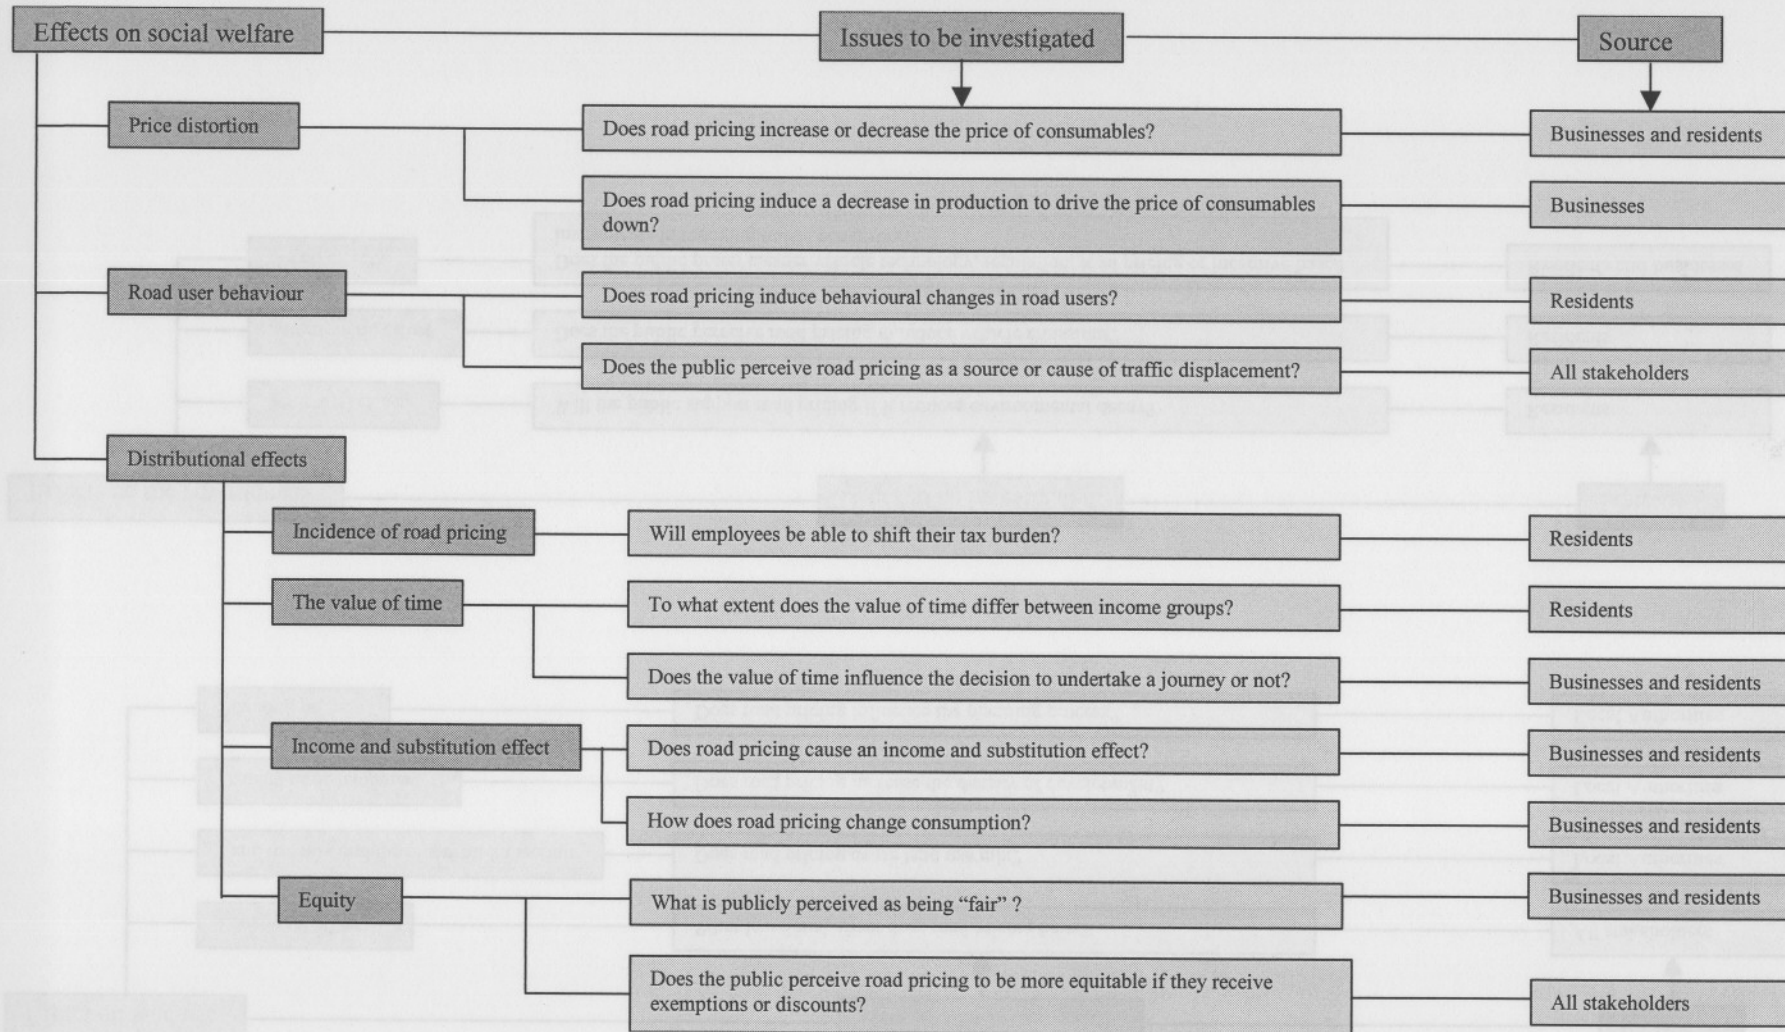 Effects on social welfare
Issues to be investigated
Source
Price distortion
Does road pricing increase or decrease the price of consumables?
Businesses and residents
Does road pricing induce a decrease in production to drive the price of consumables
down?
Businesses
Road user behaviour
Does road pricing induce behavioural changes in road users?
Residents
Does the public perceive road pricing as a source or cause of traffic displacement?
All stakeholders
Distributional effects
Incidence of road pricing
Will employees be able to shift their tax burden?
Residents
The value of time
To what extent does the value of time differ between income groups?
Residents
Does the value of time influence the decision to undertake a journey or not?
Businesses and residents
Income and substitution effect
Does road pricing cause an income and substitution effect?
Businesses and residents
How does road pricing change consumption?
Businesses and residents
Equity
What is publicly perceived as being “fair” ?
Businesses and residents
Does the public perceive road pricing to be more equitable if they receive
exemptions or discounts?
All stakeholders